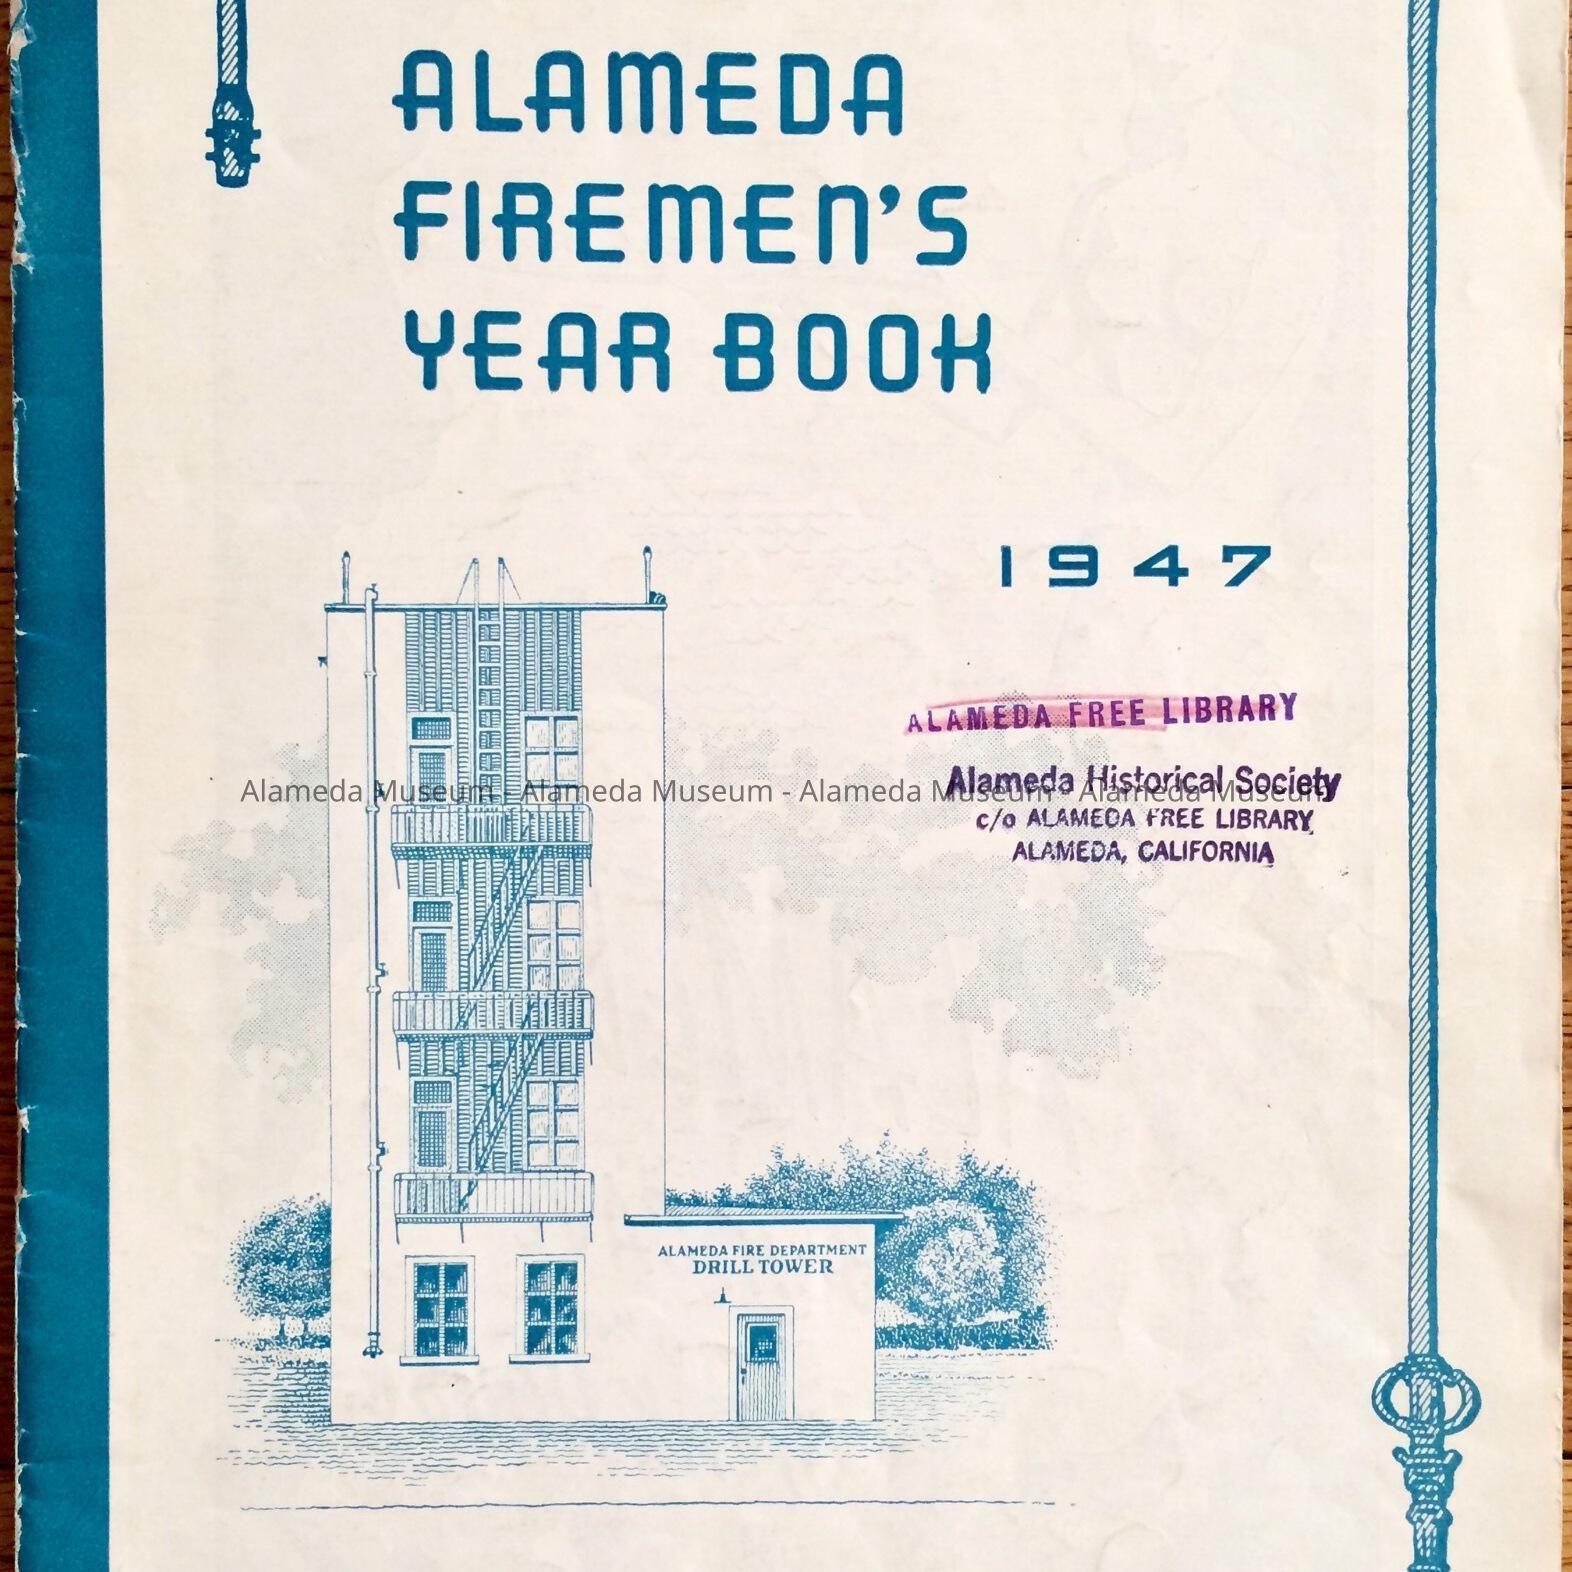 ALAMEDA
FIREMEN'S
YEAR BOOK
1947
ALAMEDA FREE LIBRARY
Alameda Museum - Alameda Museum - Alameda Museum - Alameda Museum
Alameda Historical Society
c/o ALAMEDA FREE LIBRARY
ALAMEDA, CALIFORNIA
ALAMEDA FIRE DEPARTMENT
DRILL TOWER